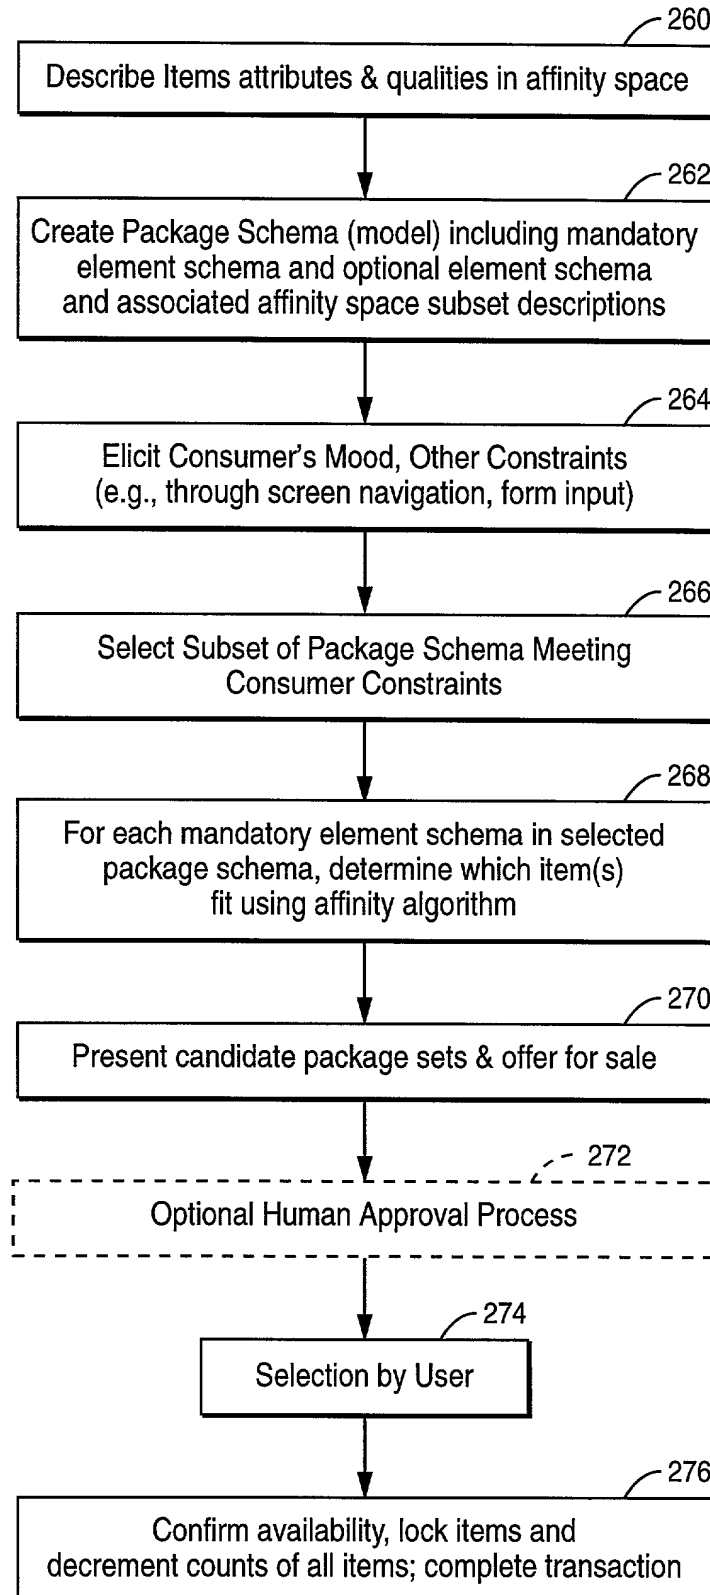 260
Describe Items attributes & qualities in affinity space
262
Create Package Schema (model) including mandatory
element schema and optional element schema
and associated affinity space subset descriptions
264
Elicit Consumer's Mood, Other Constraints
(e.g., through screen navigation, form input)
266
Select Subset of Package Schema Meeting
Consumer Constraints
268
For each mandatory element schema in selected
package schema, determine which item(s)
fit using affinity algorithm
270
Present candidate package sets & offer for sale
272
Optional Human Approval Process
274
Selection by User
276
Confirm availability, lock items and
decrement counts of all items; complete transaction